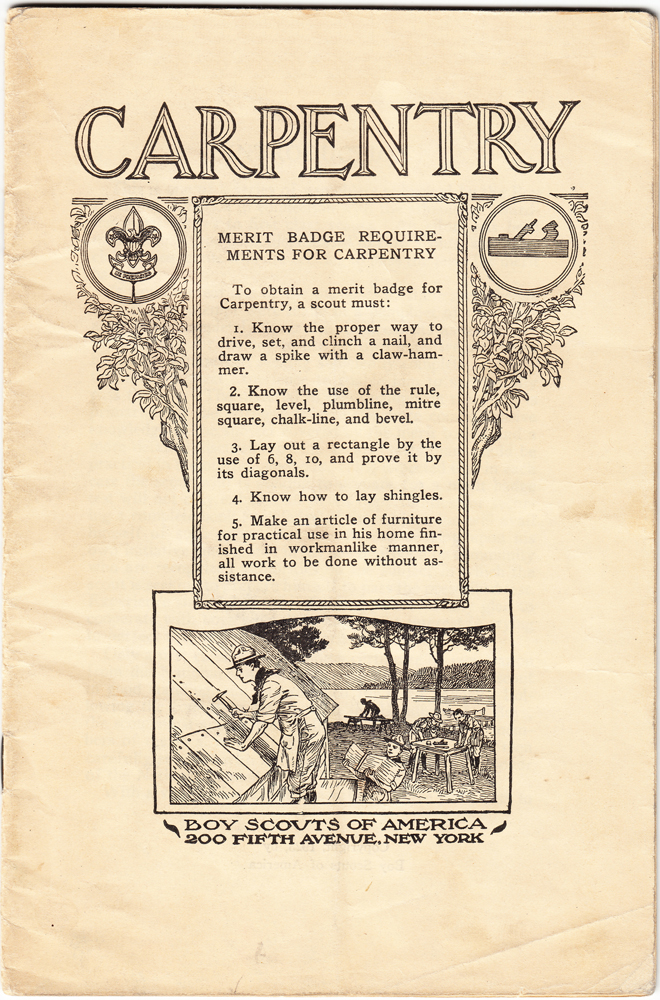 CARPENTRY
MERIT BADGE REQUIRE-
MENTS FOR CARPENTRY
To obtain a merit badge for
Carpentry, a scout must:
1. Know the proper way to
drive, set, and clinch a nail, and
draw a spike with a claw-ham-
mer.
2. Know the use of the rule,
square, level, plumbline, mitre
square, chalk-line, and bevel.
3. Lay out a rectangle by the
use of 6, 8, 10, and prove it by
its diagonals.
4. Know how to lay shingles.
5. Make an article of furniture
for practical use in his home fin-
ished in workmanlike manner,
all work to be done without as-
sistance.
BOY SCOUTS OF AMERICA
200 FIFTH AVENUE, NEW YORK